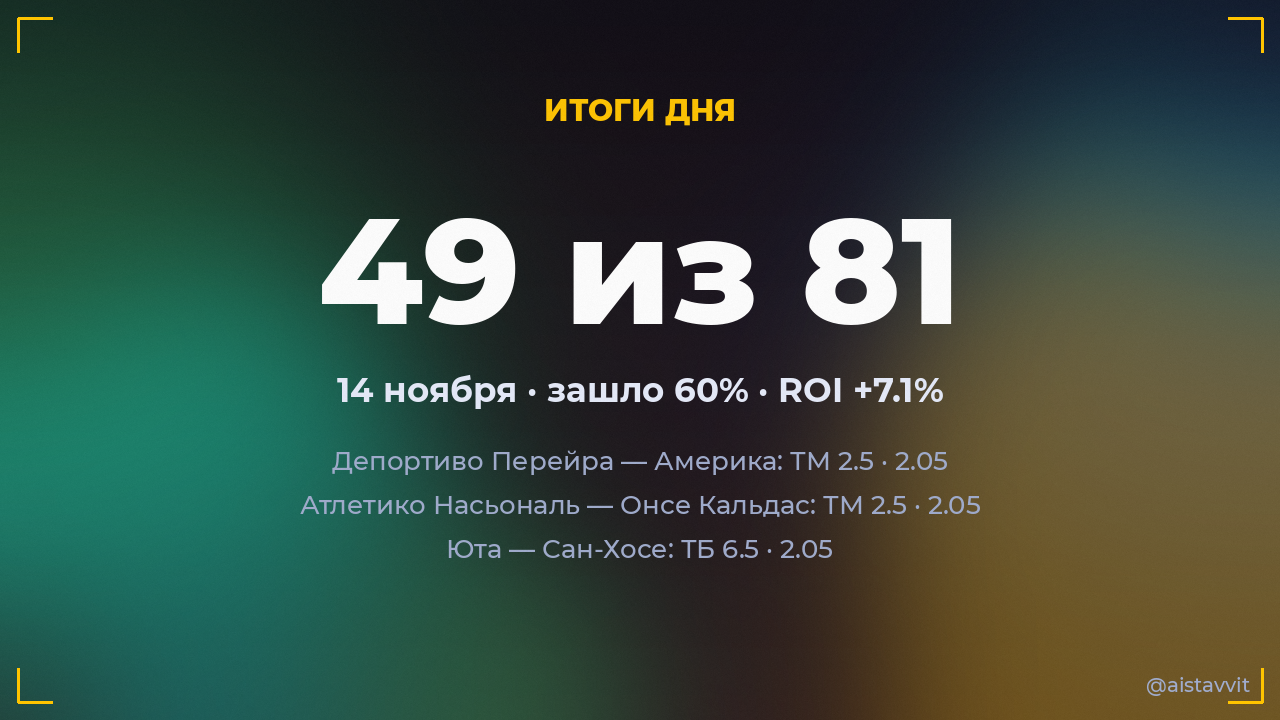 ИТОГИ ДНЯ
49 из 81
14 ноября · зашло 60% · ROI +7.1%
Депортиво Перейра — Америка: ТМ 2.5 · 2.05
Атлетико Насьональ — Онсе Кальдас: ТМ 2.5 · 2.05
Юта — Сан-Хосе: ТБ 6.5 · 2.05
@aistavvit